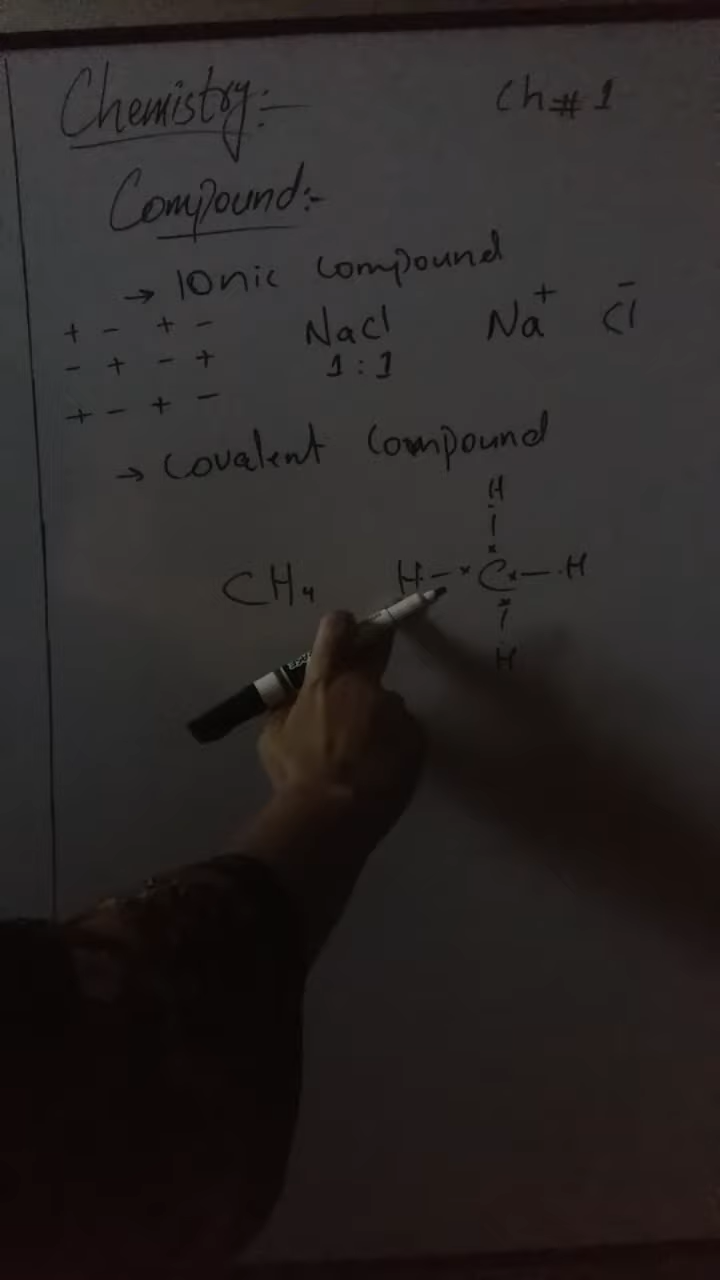 Chemistry:- Ch# 1
Compound:-
→ Ionic compound
+ - + - NaCl Na⁺ Cl⁻
- + - + 1 : 1
+ - + -
→ Covalent Compound
H
CH₄ H-×C×-·H
H